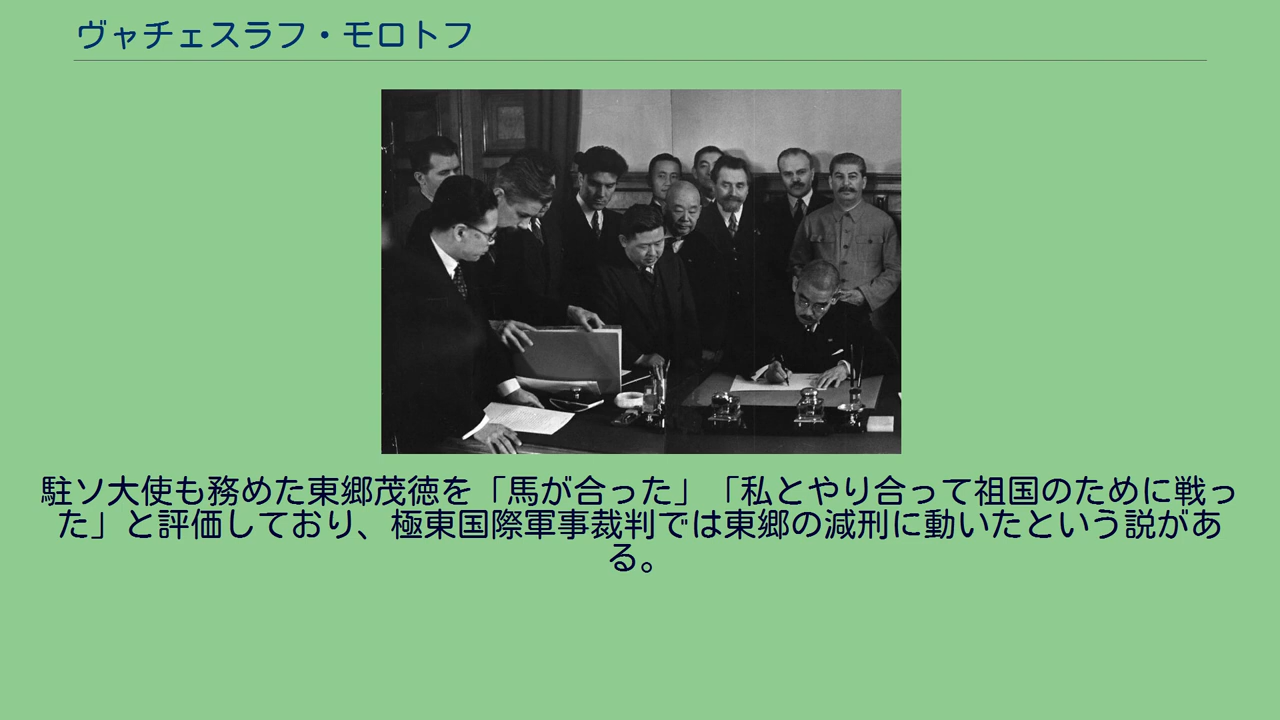 ヴャチェスラフ・モロトフ
駐ソ大使も務めた東郷茂徳を「馬が合った」「私とやり合って祖国のために戦っ
た」と評価しており、極東国際軍事裁判では東郷の減刑に動いたという説があ
る。